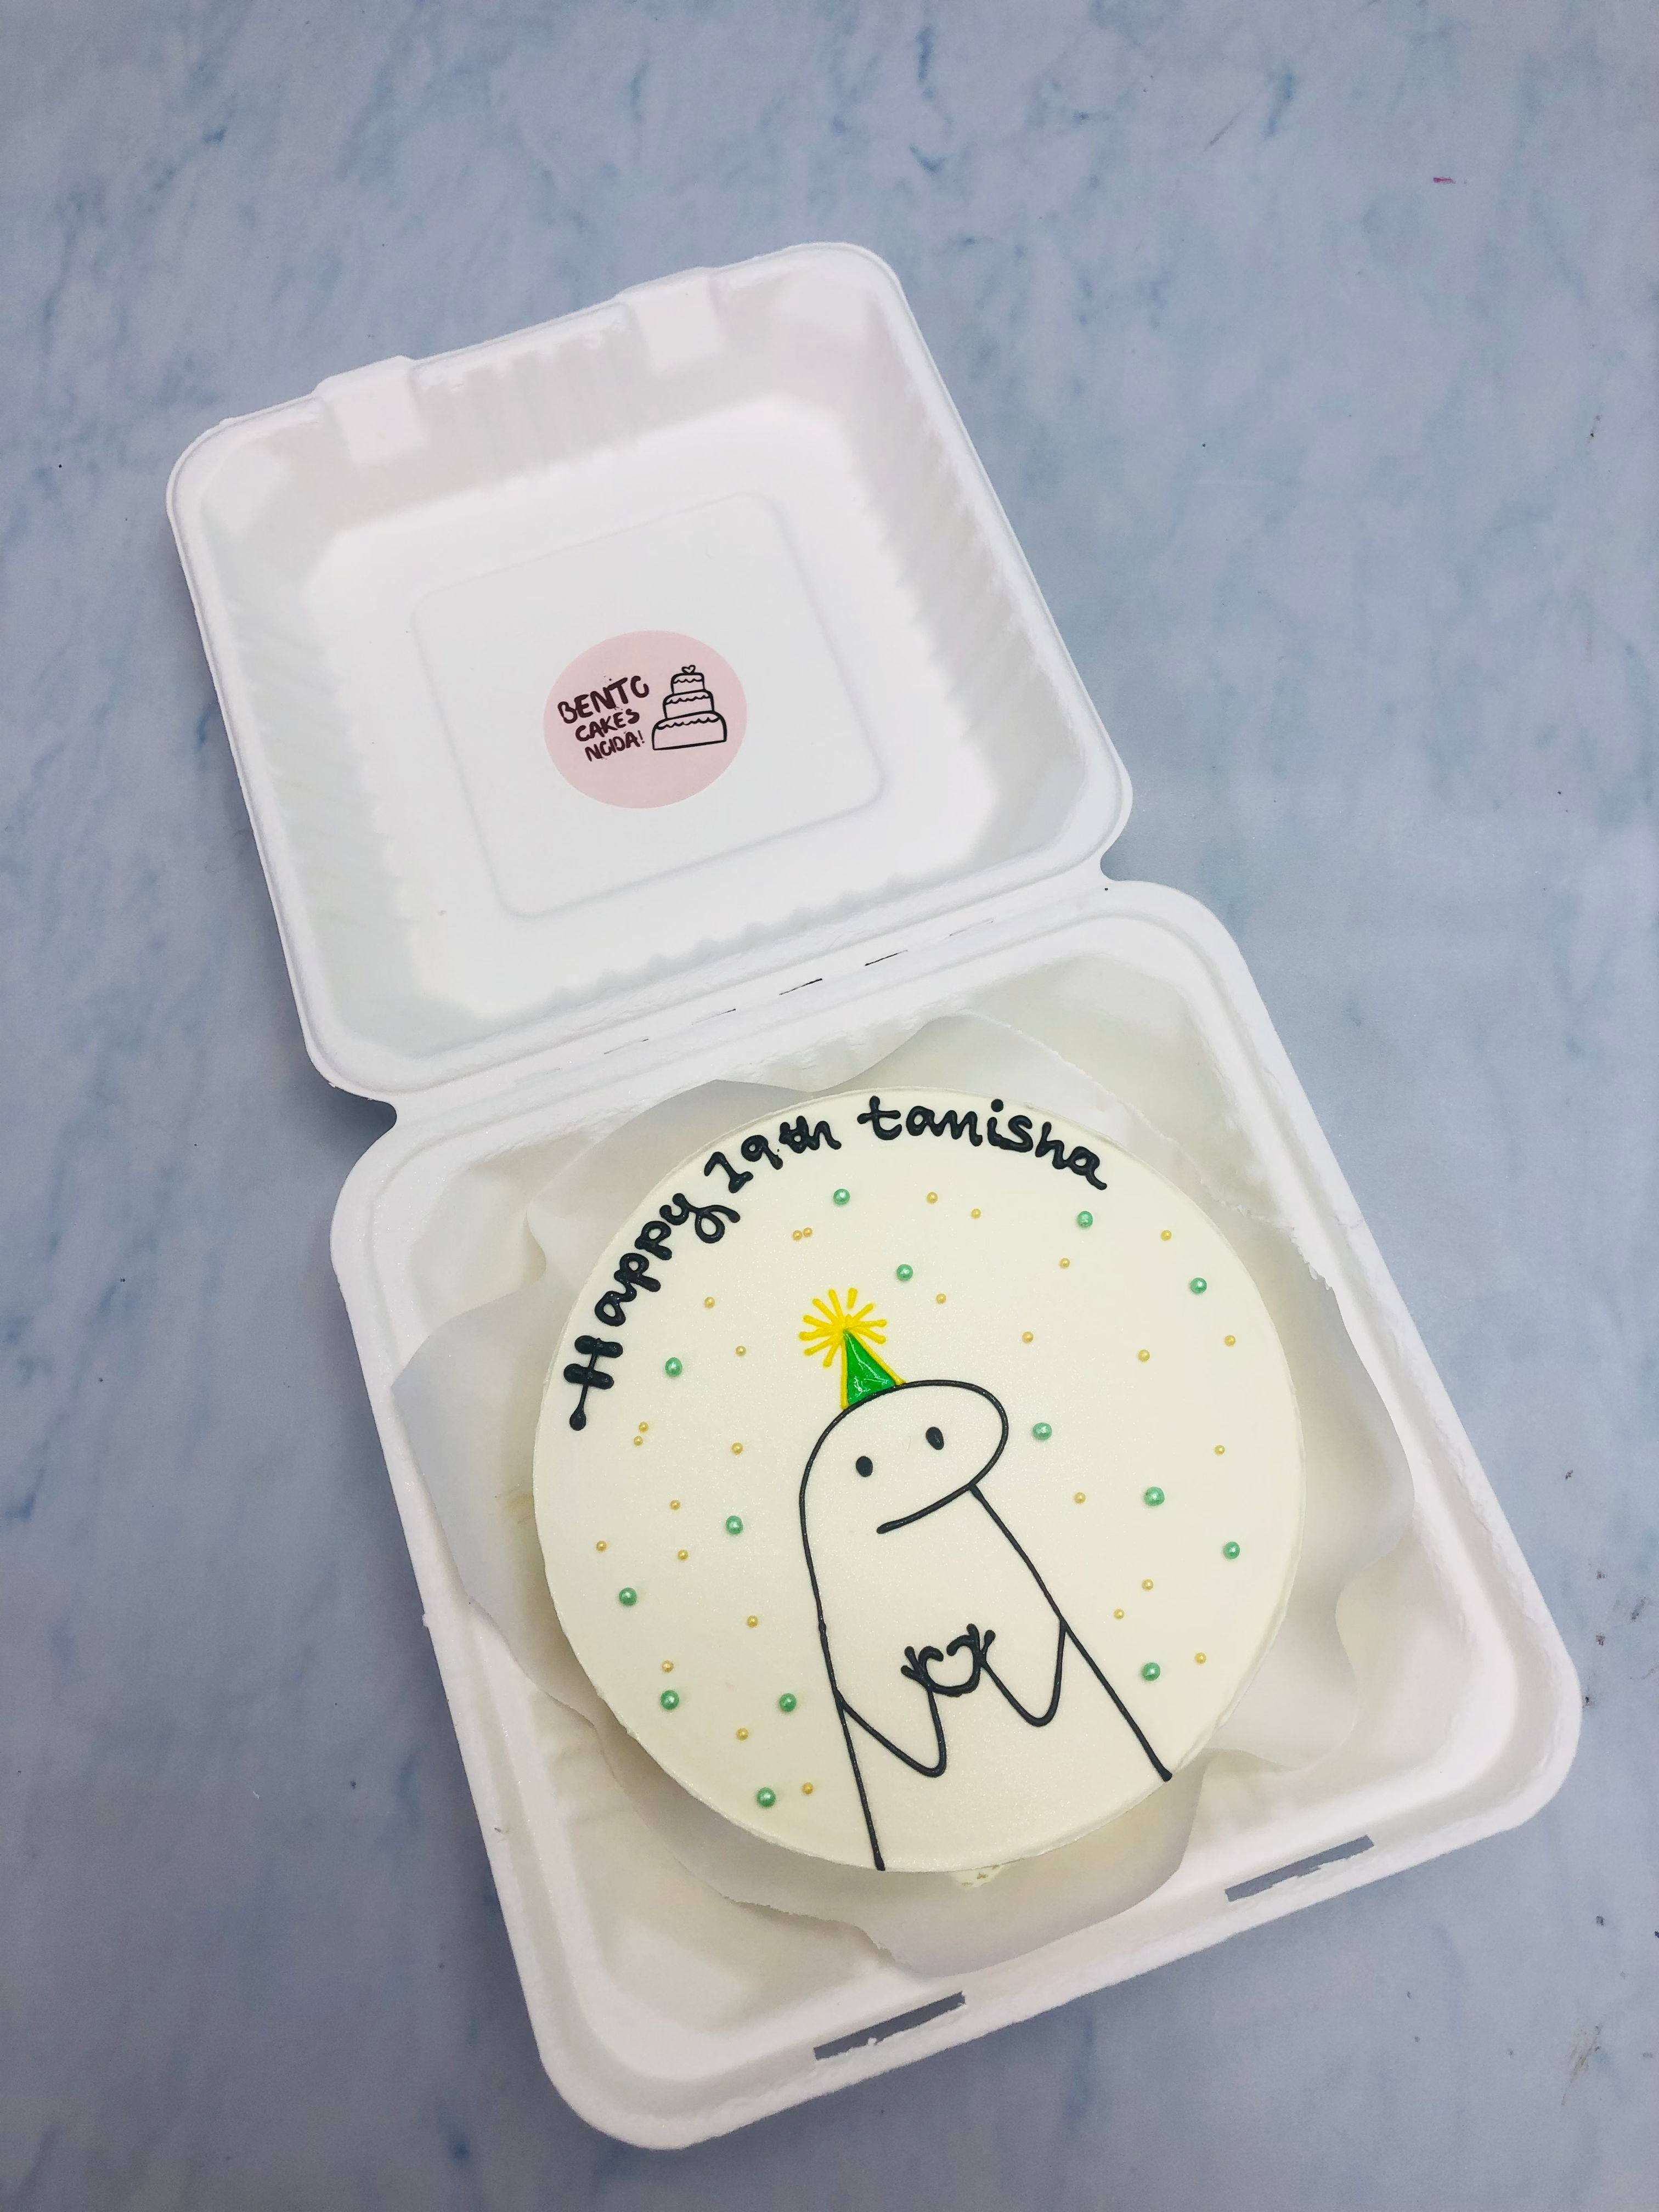 BENTO
CAKES
NOIDA!
Happy 19th tanisha